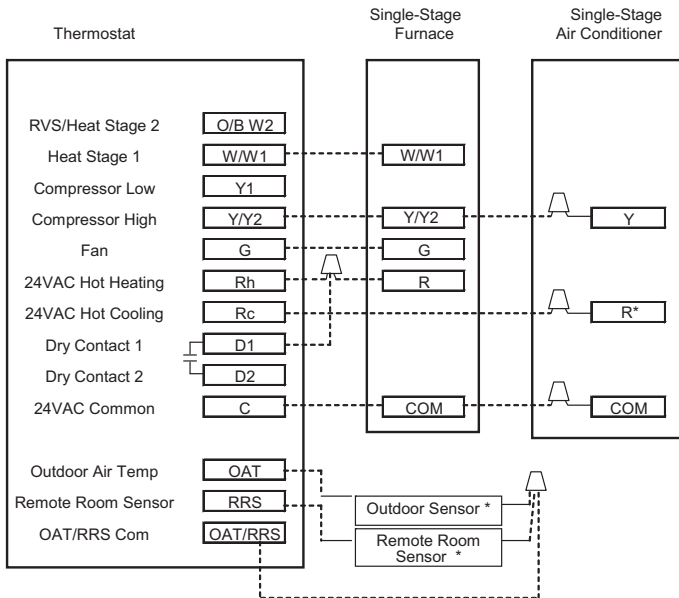 Single-Stage Single-Stage
Thermostat Furnace Air Conditioner
RVS/Heat Stage 2 O/B W2
Heat Stage 1 W/W1 W/W1
Compressor Low Y1
Compressor High Y/Y2 Y/Y2 Y
Fan G G
24VAC Hot Heating Rh R
24VAC Hot Cooling Rc R*
Dry Contact 1 D1
Dry Contact 2 D2
24VAC Common C COM COM
Outdoor Air Temp OAT
Remote Room Sensor RRS Outdoor Sensor *
OAT/RRS Com OAT/RRS Remote Room
Sensor *